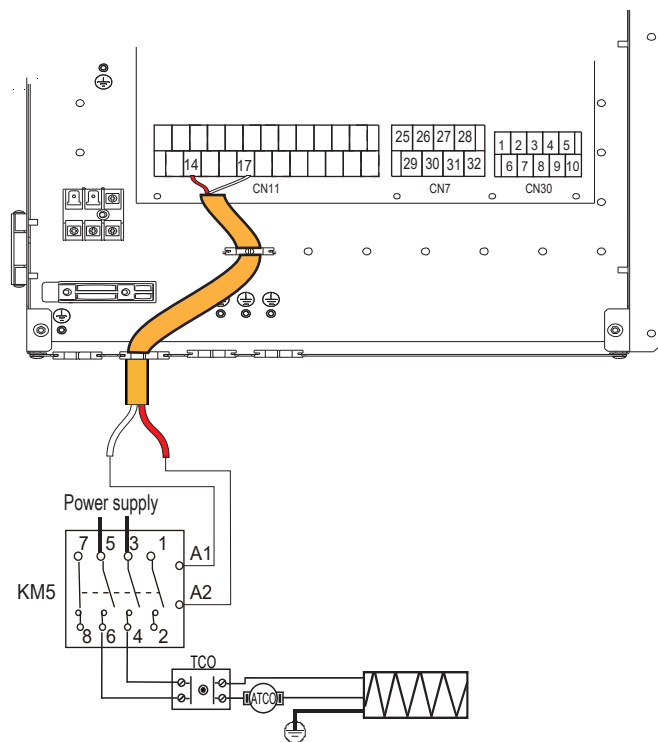 25 26 27 28
1 2 3 4 5
14 17
29 30 31 32
6 7 8 9 10
CN11
CN7
CN30
Power supply
7 5 3 1
A1
KM5
A2
8 6 4 2
TCO
ATCO